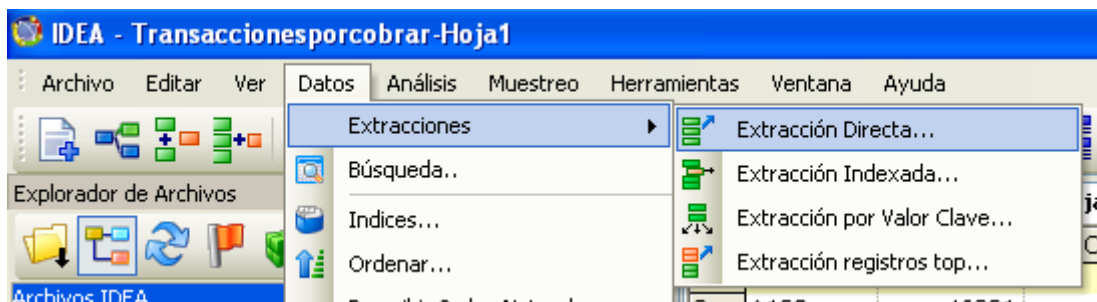 IDEA - Transaccionesporcobrar-Hoja1
Archivo Editar Ver Datos Análisis Muestreo Herramientas Ventana Ayuda
Extracciones
Extracción Directa...
Búsqueda..
Extracción Indexada...
Explorador de Archivos
Indices...
Extracción por Valor Clave...
Ordenar...
Extracción registros top...
Archivos IDEA